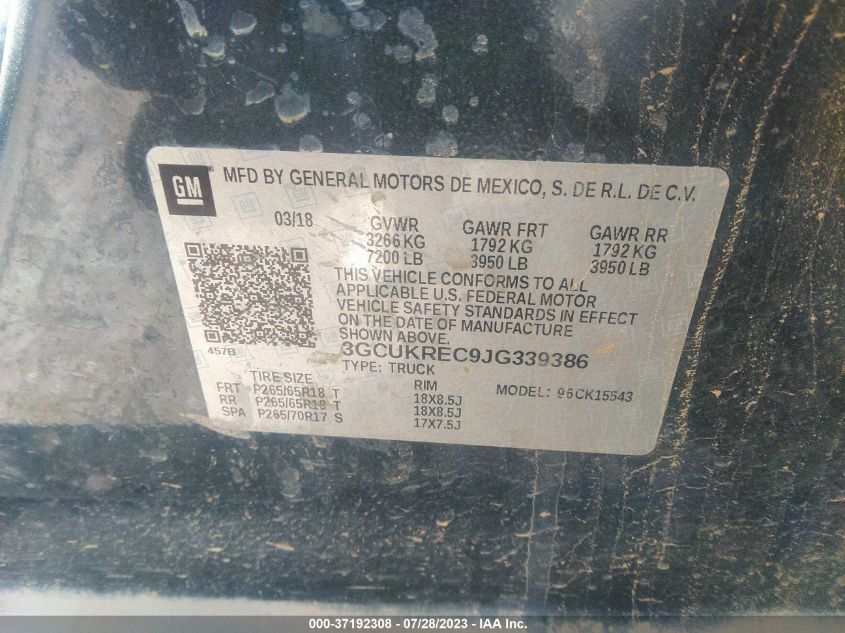 GM
MFD BY GENERAL MOTORS DE MEXICO, S. DE R.L. DE C.V.
03/18 GVWR GAWR FRT GAWR RR
3266 KG 1792 KG 1792 KG
7200 LB 3950 LB 3950 LB
THIS VEHICLE CONFORMS TO ALL
APPLICABLE U.S. FEDERAL MOTOR
VEHICLE SAFETY STANDARDS IN EFFECT
ON THE DATE OF MANUFACTURE
SHOWN ABOVE.
457B
3GCUKREC9JG339386
TYPE: TRUCK
TIRE SIZE RIM MODEL: 96CK15543
FRT P265/65R18 T 18X8.5J
RR P265/65R18 T 18X8.5J
SPA P265/70R17 S 17X7.5J
000-37192308 - 07/28/2023 - IAA Inc.